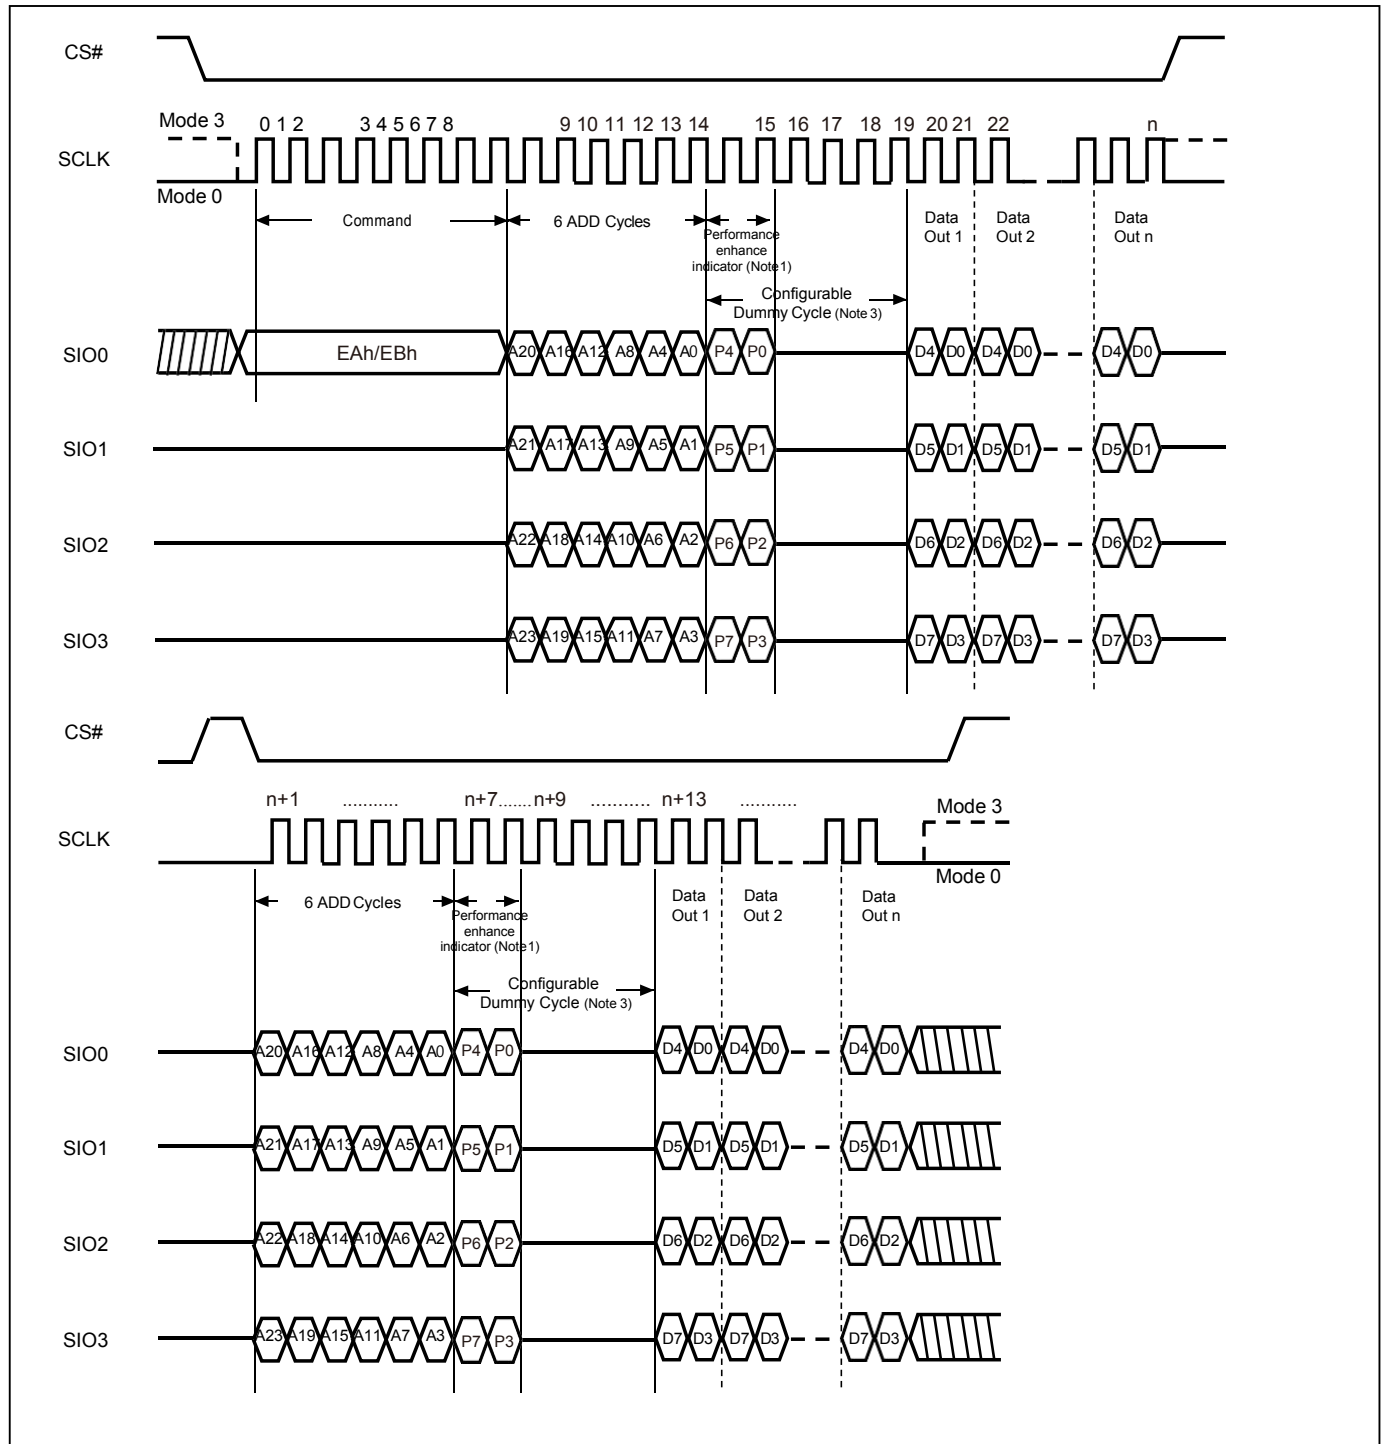 CS#
Mode 3
0 1 2 3 4 5 6 7 8 9 10 11 12 13 14 15 16 17 18 19 20 21 22 n
SCLK
Mode 0
Command
6 ADD Cycles
Performance
enhance
indicator (Note1)
Data
Out 1
Data
Out 2
Data
Out n
Configurable
Dummy Cycle (Note 3)
SIO0 EAh/EBh A20 A16 A12 A8 A4 A0 P4 P0 D4 D0 D4 D0 D4 D0
SIO1 A21 A17 A13 A9 A5 A1 P5 P1 D5 D1 D5 D1 D5 D1
SIO2 A22 A18 A14 A10 A6 A2 P6 P2 D6 D2 D6 D2 D6 D2
SIO3 A23 A19 A15 A11 A7 A3 P7 P3 D7 D3 D7 D3 D7 D3
CS#
n+1 ........... n+7.......n+9 ........... n+13 ...........
Mode 3
SCLK
Mode 0
6 ADD Cycles
Performance
enhance
indicator (Note1)
Data
Out 1
Data
Out 2
Data
Out n
Configurable
Dummy Cycle (Note 3)
SIO0 A20 A16 A12 A8 A4 A0 P4 P0 D4 D0 D4 D0 D4 D0
SIO1 A21 A17 A13 A9 A5 A1 P5 P1 D5 D1 D5 D1 D5 D1
SIO2 A22 A18 A14 A10 A6 A2 P6 P2 D6 D2 D6 D2 D6 D2
SIO3 A23 A19 A15 A11 A7 A3 P7 P3 D7 D3 D7 D3 D7 D3